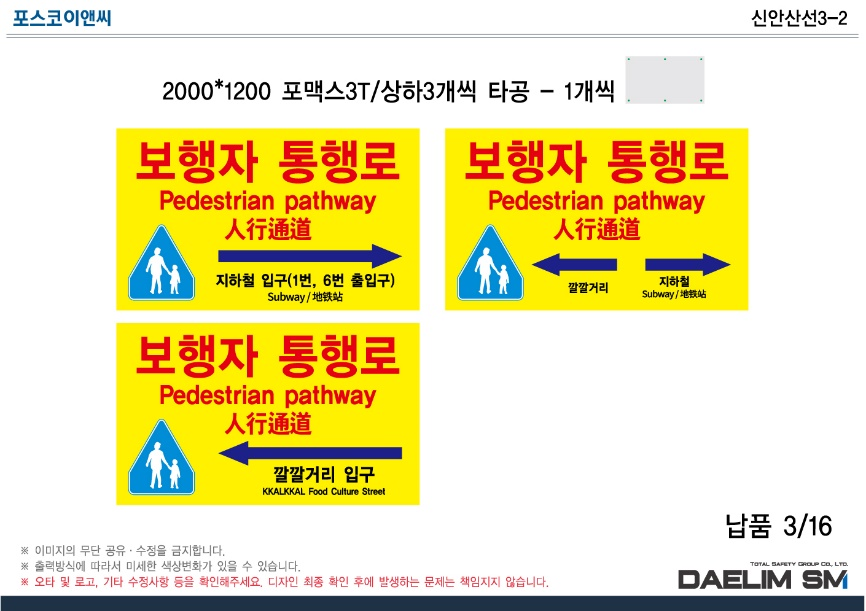 포스코이앤씨
신안산선3-2
2000*1200 포맥스3T/상하3개씩 타공 - 1개씩
보행자 통행로
Pedestrian pathway
人行通道
지하철 입구(1번, 6번 출입구)
Subway / 地铁站
보행자 통행로
Pedestrian pathway
人行通道
깔깔거리
지하철
Subway / 地铁站
보행자 통행로
Pedestrian pathway
人行通道
깔깔거리 입구
KKALKKAL Food Culture Street
납품 3/16
※ 이미지의 무단 공유 · 수정을 금지합니다.
※ 출력방식에 따라서 미세한 색상변화가 있을 수 있습니다.
※ 오타 및 로고, 기타 수정사항 등을 확인해주세요. 디자인 최종 확인 후에 발생하는 문제는 책임지지 않습니다.
TOTAL SAFETY GROUP CO., LTD.
DAELIM SM